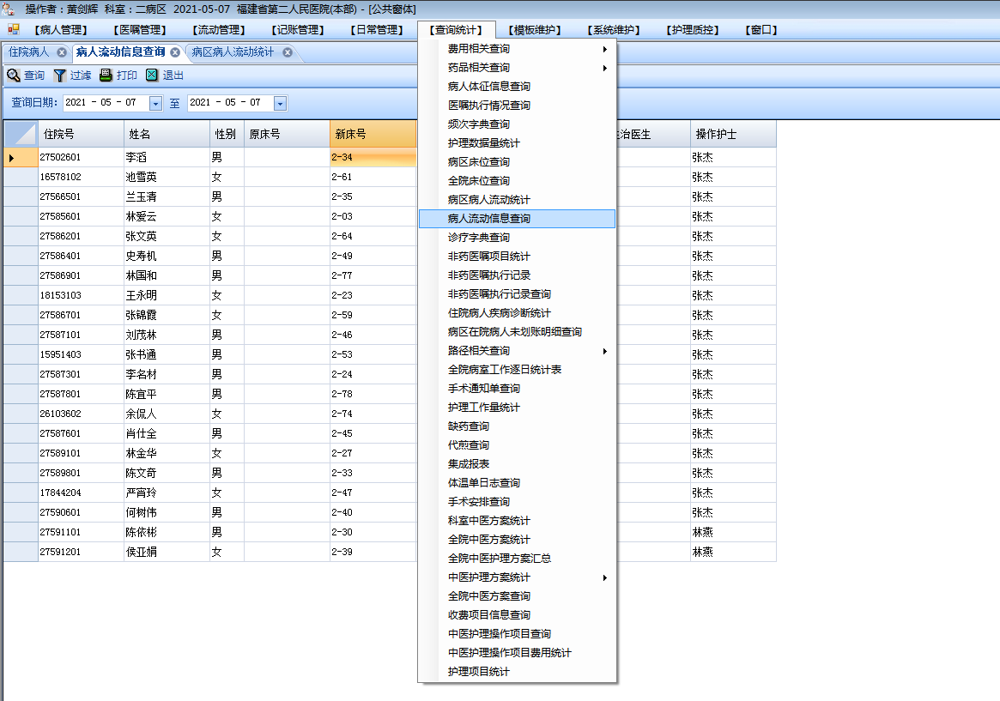 操作者：黄剑辉 科室：二病区 2021-05-07 福建省第二人民医院(本部) - [公共窗体]
【病人管理】 【医嘱管理】 【流动管理】 【记账管理】 【日常管理】 【查询统计】 【模板维护】 【系统维护】 【护理质控】 【窗口】
住院病人 病人流动信息查询 病区病人流动统计
查询 过滤 打印 退出
查询日期: 2021 - 05 - 07 至 2021 - 05 - 07
住院号 姓名 性别 原床号 新床号 治医生 操作护士
27502601 李滔 男 2-34 张杰
16578102 池雪英 女 2-61 张杰
27566501 兰玉清 男 2-35 张杰
27585601 林爱云 女 2-03 张杰
27586201 张文英 女 2-64 张杰
27586401 史寿机 男 2-49 张杰
27586901 林国和 男 2-77 张杰
18153103 王永明 女 2-23 张杰
27586701 张锦霞 女 2-59 张杰
27587101 刘茂林 男 2-46 张杰
15951403 张书通 男 2-53 张杰
27587301 李名材 男 2-24 张杰
27587801 陈宜平 男 2-78 张杰
26103602 余侃人 女 2-74 张杰
27587601 肖仕全 男 2-45 张杰
27589101 林金华 女 2-27 张杰
27589801 陈文奇 男 2-33 张杰
17844204 严宵玲 女 2-47 张杰
27590601 何树伟 男 2-40 张杰
27591101 陈依彬 男 2-30 林燕
27591201 侯亚娟 女 2-39 林燕
费用相关查询
药品相关查询
病人体征信息查询
医嘱执行情况查询
频次字典查询
护理数据量统计
病区床位查询
全院床位查询
病区病人流动统计
病人流动信息查询
诊疗字典查询
非药医嘱项目统计
非药医嘱执行记录
非药医嘱执行记录查询
住院病人疾病诊断统计
病区在院病人未划账明细查询
路径相关查询
全院病室工作逐日统计表
手术通知单查询
护理工作量统计
缺药查询
代煎查询
集成报表
体温单日志查询
手术安排查询
科室中医方案统计
全院中医方案统计
全院中医护理方案汇总
中医护理方案统计
全院中医方案查询
收费项目信息查询
中医护理操作项目查询
中医护理操作项目费用统计
护理项目统计